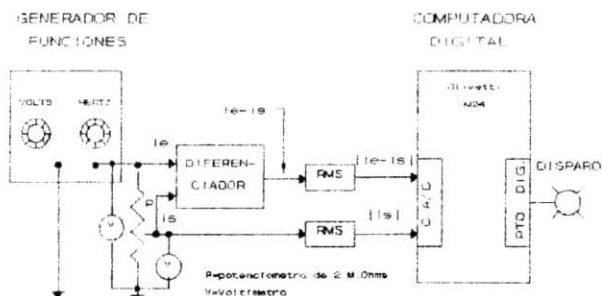 GENERADOR DE
FUNCIONES
COMPUTADORA
DIGITAL
VOLTS
HERTZ
Olivetti
M24
Ie-Is
Ie
DIFEREN-
CIADOR
RMS
|Ie-Is|
C A/D
PTO DIG
DISPARO
P
Is
V
V
RMS
|Is|
P=potenciometro de 2 M.Ohms
V=Voltimetro